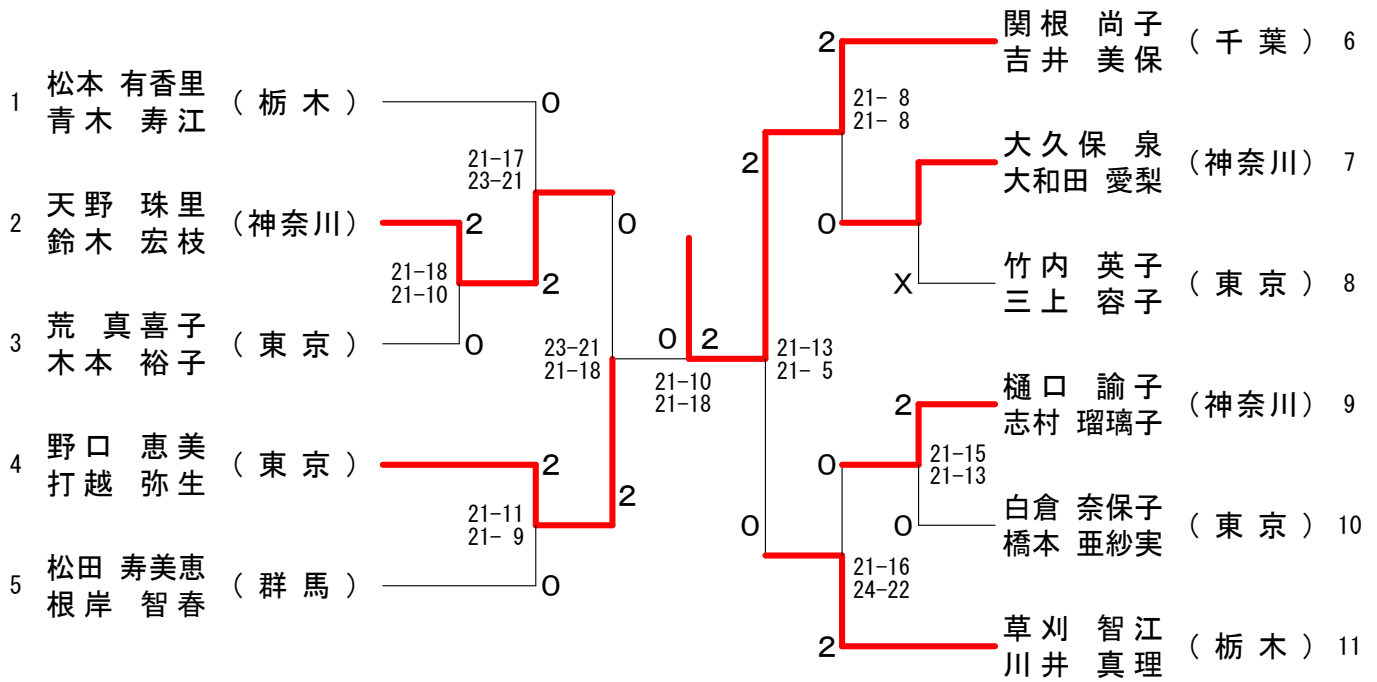 1 松本 有香里 (栃木) 0
青木 寿江
21-17
23-21
2 天野 珠里 (神奈川) 2
鈴木 宏枝
0
21-18
21-10
2
3 荒 真喜子 (東京) 0
木本 裕子
23-21
21-18
0 2
21-10
21-18
4 野口 恵美 (東京) 2
打越 弥生
2
21-11
21- 9
5 松田 寿美恵 (群馬) 0
根岸 智春
2 関根 尚子 (千葉) 6
吉井 美保
21- 8
21- 8
2
大久保 泉 (神奈川) 7
大和田 愛梨
0
X 竹内 英子 (東京) 8
三上 容子
21-13
21- 5
2 樋口 諭子 (神奈川) 9
志村 瑠璃子
0
21-15
21-13
0 白倉 奈保子 (東京) 10
橋本 亜紗実
0
21-16
24-22
2 草刈 智江 (栃木) 11
川井 真理